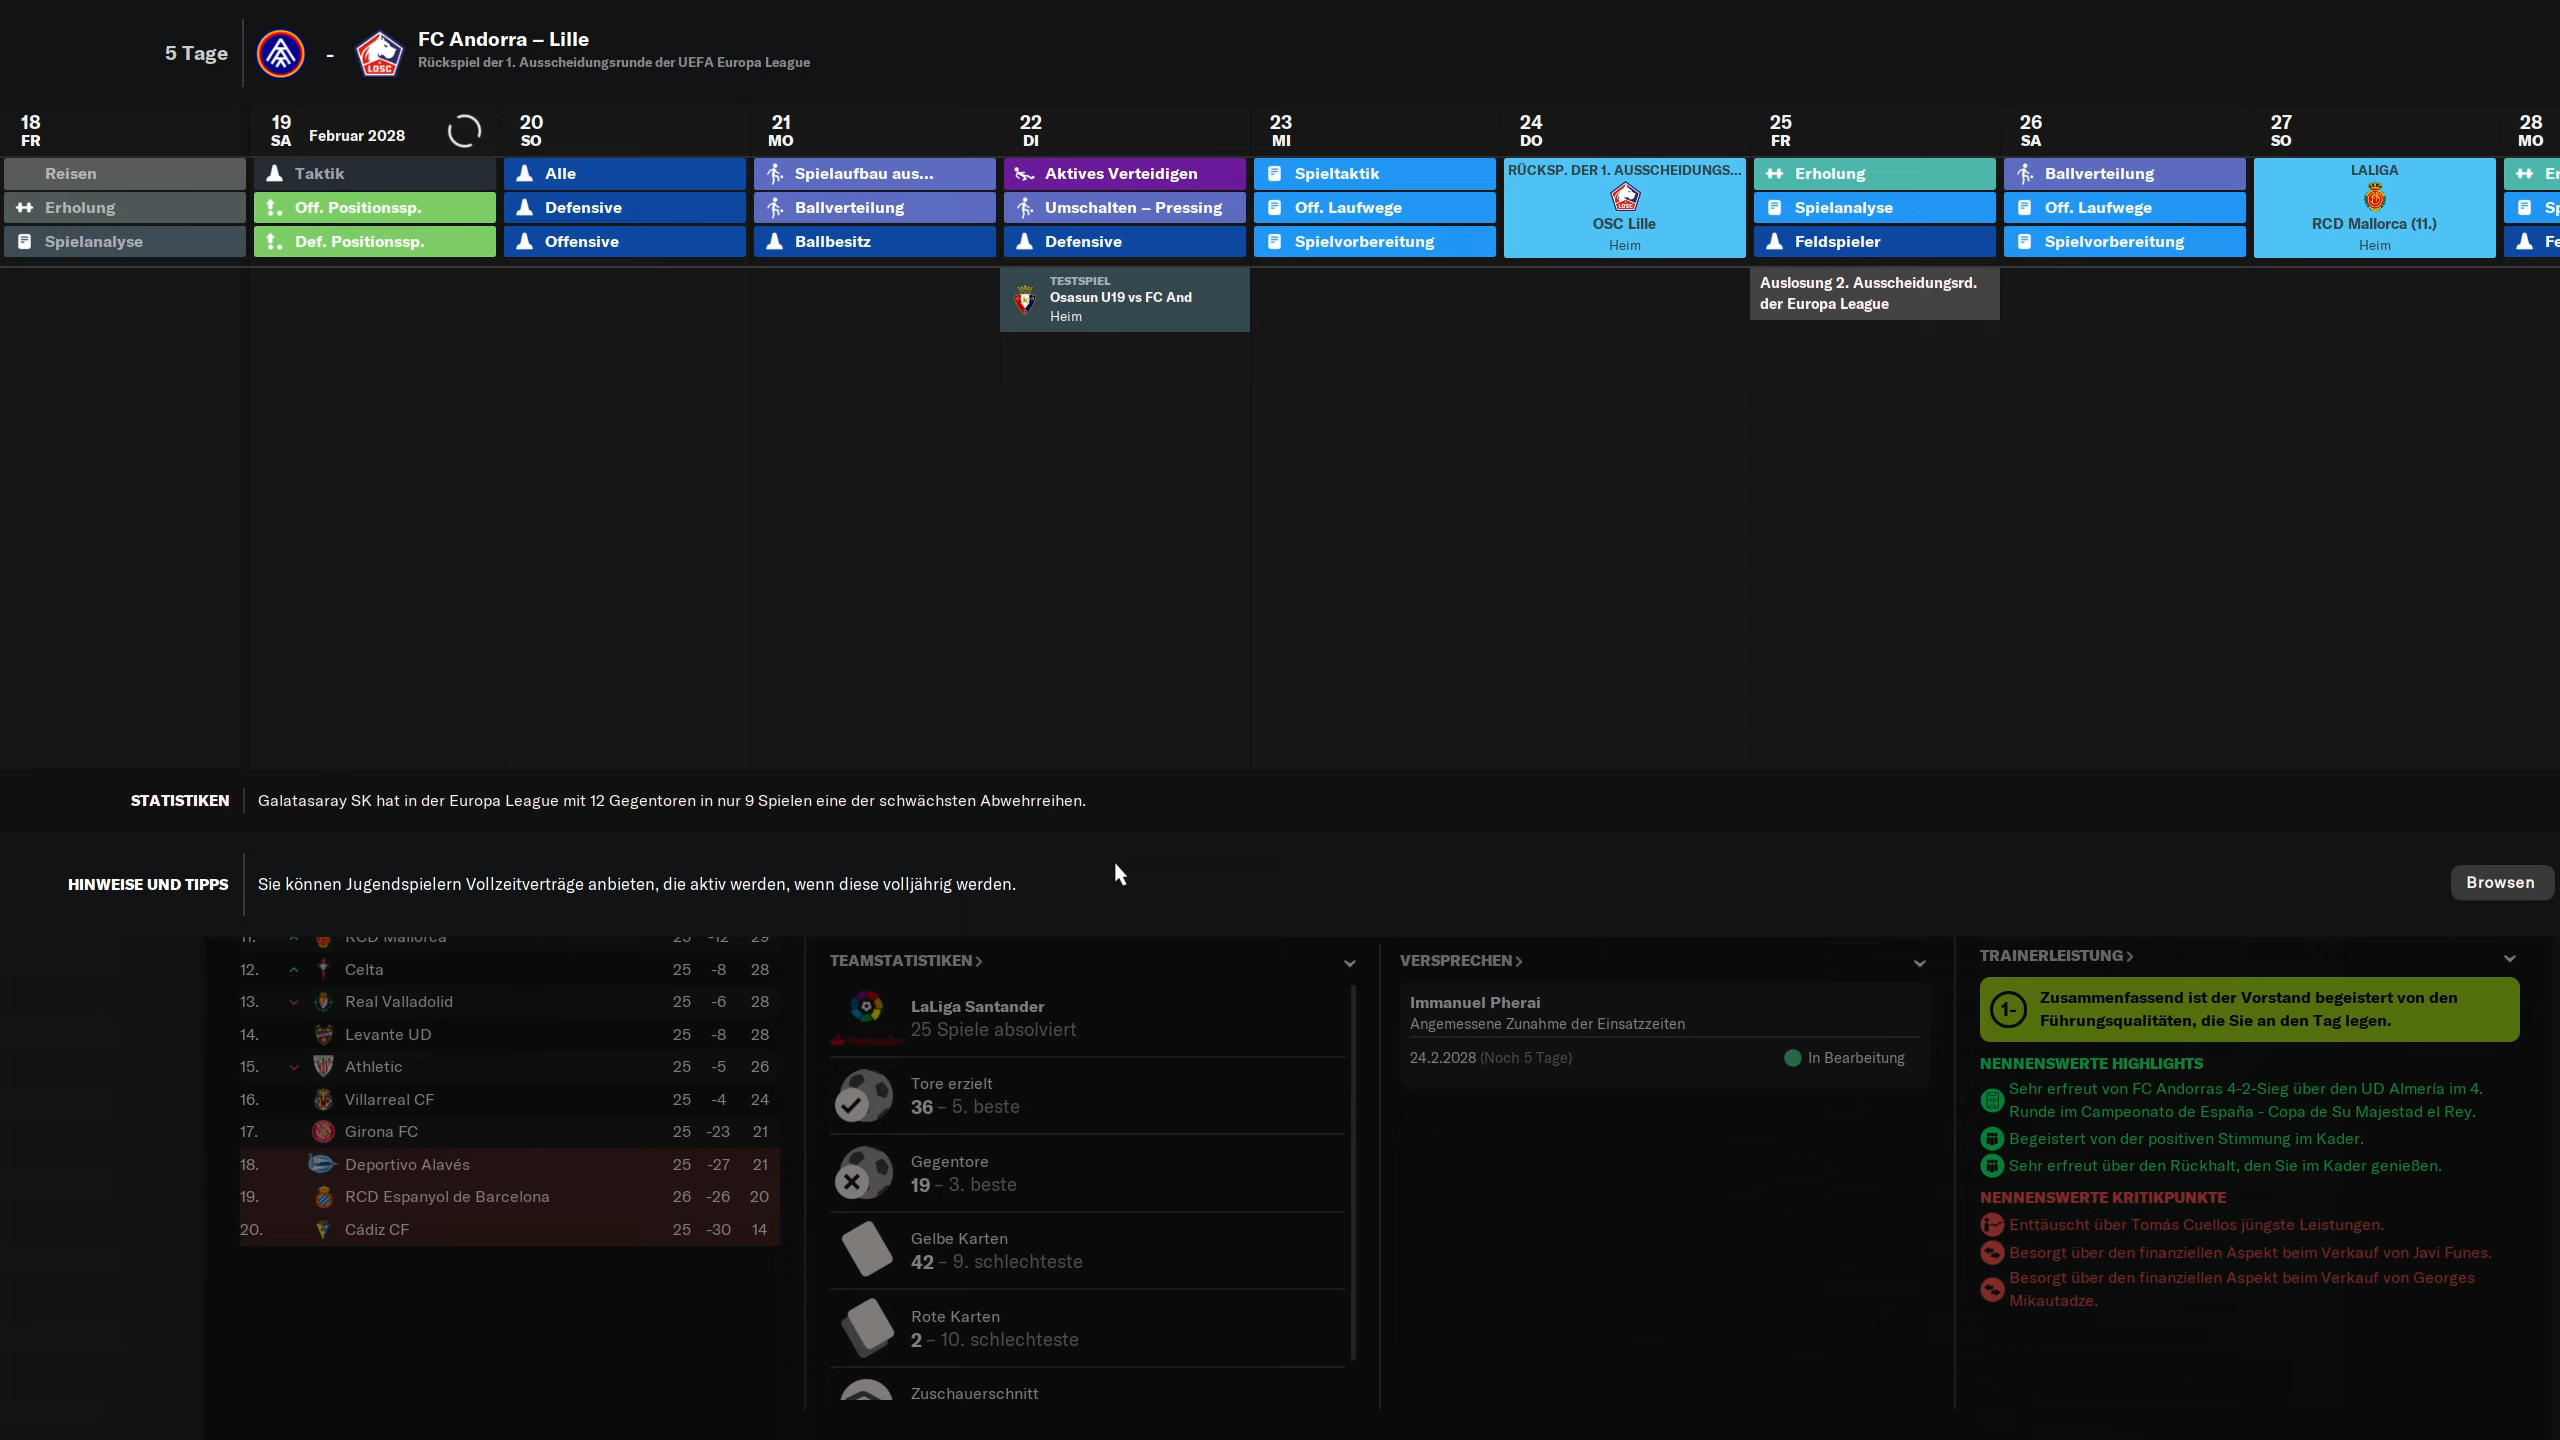 5 Tage
-
FC Andorra – Lille
Rückspiel der 1. Ausscheidungsrunde der UEFA Europa League
18
FR
19
SA
Februar 2028
20
SO
21
MO
22
DI
23
MI
24
DO
25
FR
26
SA
27
SO
28
MO
Reisen
Erholung
Spielanalyse
Taktik
Off. Positionssp.
Def. Positionssp.
Alle
Defensive
Offensive
Spielaufbau aus...
Ballverteilung
Ballbesitz
Aktives Verteidigen
Umschalten – Pressing
Defensive
Spieltaktik
Off. Laufwege
Spielvorbereitung
RÜCKSP. DER 1. AUSSCHEIDUNGS...
OSC Lille
Heim
Erholung
Spielanalyse
Feldspieler
Ballverteilung
Off. Laufwege
Spielvorbereitung
LALIGA
RCD Mallorca (11.)
Heim
Er
Sp
Fe
TESTSPIEL
Osasun U19 vs FC And
Heim
Auslosung 2. Ausscheidungsrd.
der Europa League
STATISTIKEN
Galatasaray SK hat in der Europa League mit 12 Gegentoren in nur 9 Spielen eine der schwächsten Abwehrreihen.
HINWEISE UND TIPPS
Sie können Jugendspielern Vollzeitverträge anbieten, die aktiv werden, wenn diese volljährig werden.
Browsen
11. RCD Mallorca 25 -12 29
12. Celta 25 -8 28
13. Real Valladolid 25 -6 28
14. Levante UD 25 -8 28
15. Athletic 25 -5 26
16. Villarreal CF 25 -4 24
17. Girona FC 25 -23 21
18. Deportivo Alavés 25 -27 21
19. RCD Espanyol de Barcelona 26 -26 20
20. Cádiz CF 25 -30 14
TEAMSTATISTIKEN
LaLiga Santander
25 Spiele absolviert
Tore erzielt
36 – 5. beste
Gegentore
19 – 3. beste
Gelbe Karten
42 – 9. schlechteste
Rote Karten
2 – 10. schlechteste
Zuschauerschnitt
VERSPRECHEN
Immanuel Pherai
Angemessene Zunahme der Einsatzzeiten
24.2.2028 (Noch 5 Tage)
In Bearbeitung
TRAINERLEISTUNG
1-
Zusammenfassend ist der Vorstand begeistert von den
Führungsqualitäten, die Sie an den Tag legen.
NENNENSWERTE HIGHLIGHTS
Sehr erfreut von FC Andorras 4-2-Sieg über den UD Almería im 4.
Runde im Campeonato de España - Copa de Su Majestad el Rey.
Begeistert von der positiven Stimmung im Kader.
Sehr erfreut über den Rückhalt, den Sie im Kader genießen.
NENNENSWERTE KRITIKPUNKTE
Enttäuscht über Tomás Cuellos jüngste Leistungen.
Besorgt über den finanziellen Aspekt beim Verkauf von Javi Funes.
Besorgt über den finanziellen Aspekt beim Verkauf von Georges
Mikautadze.